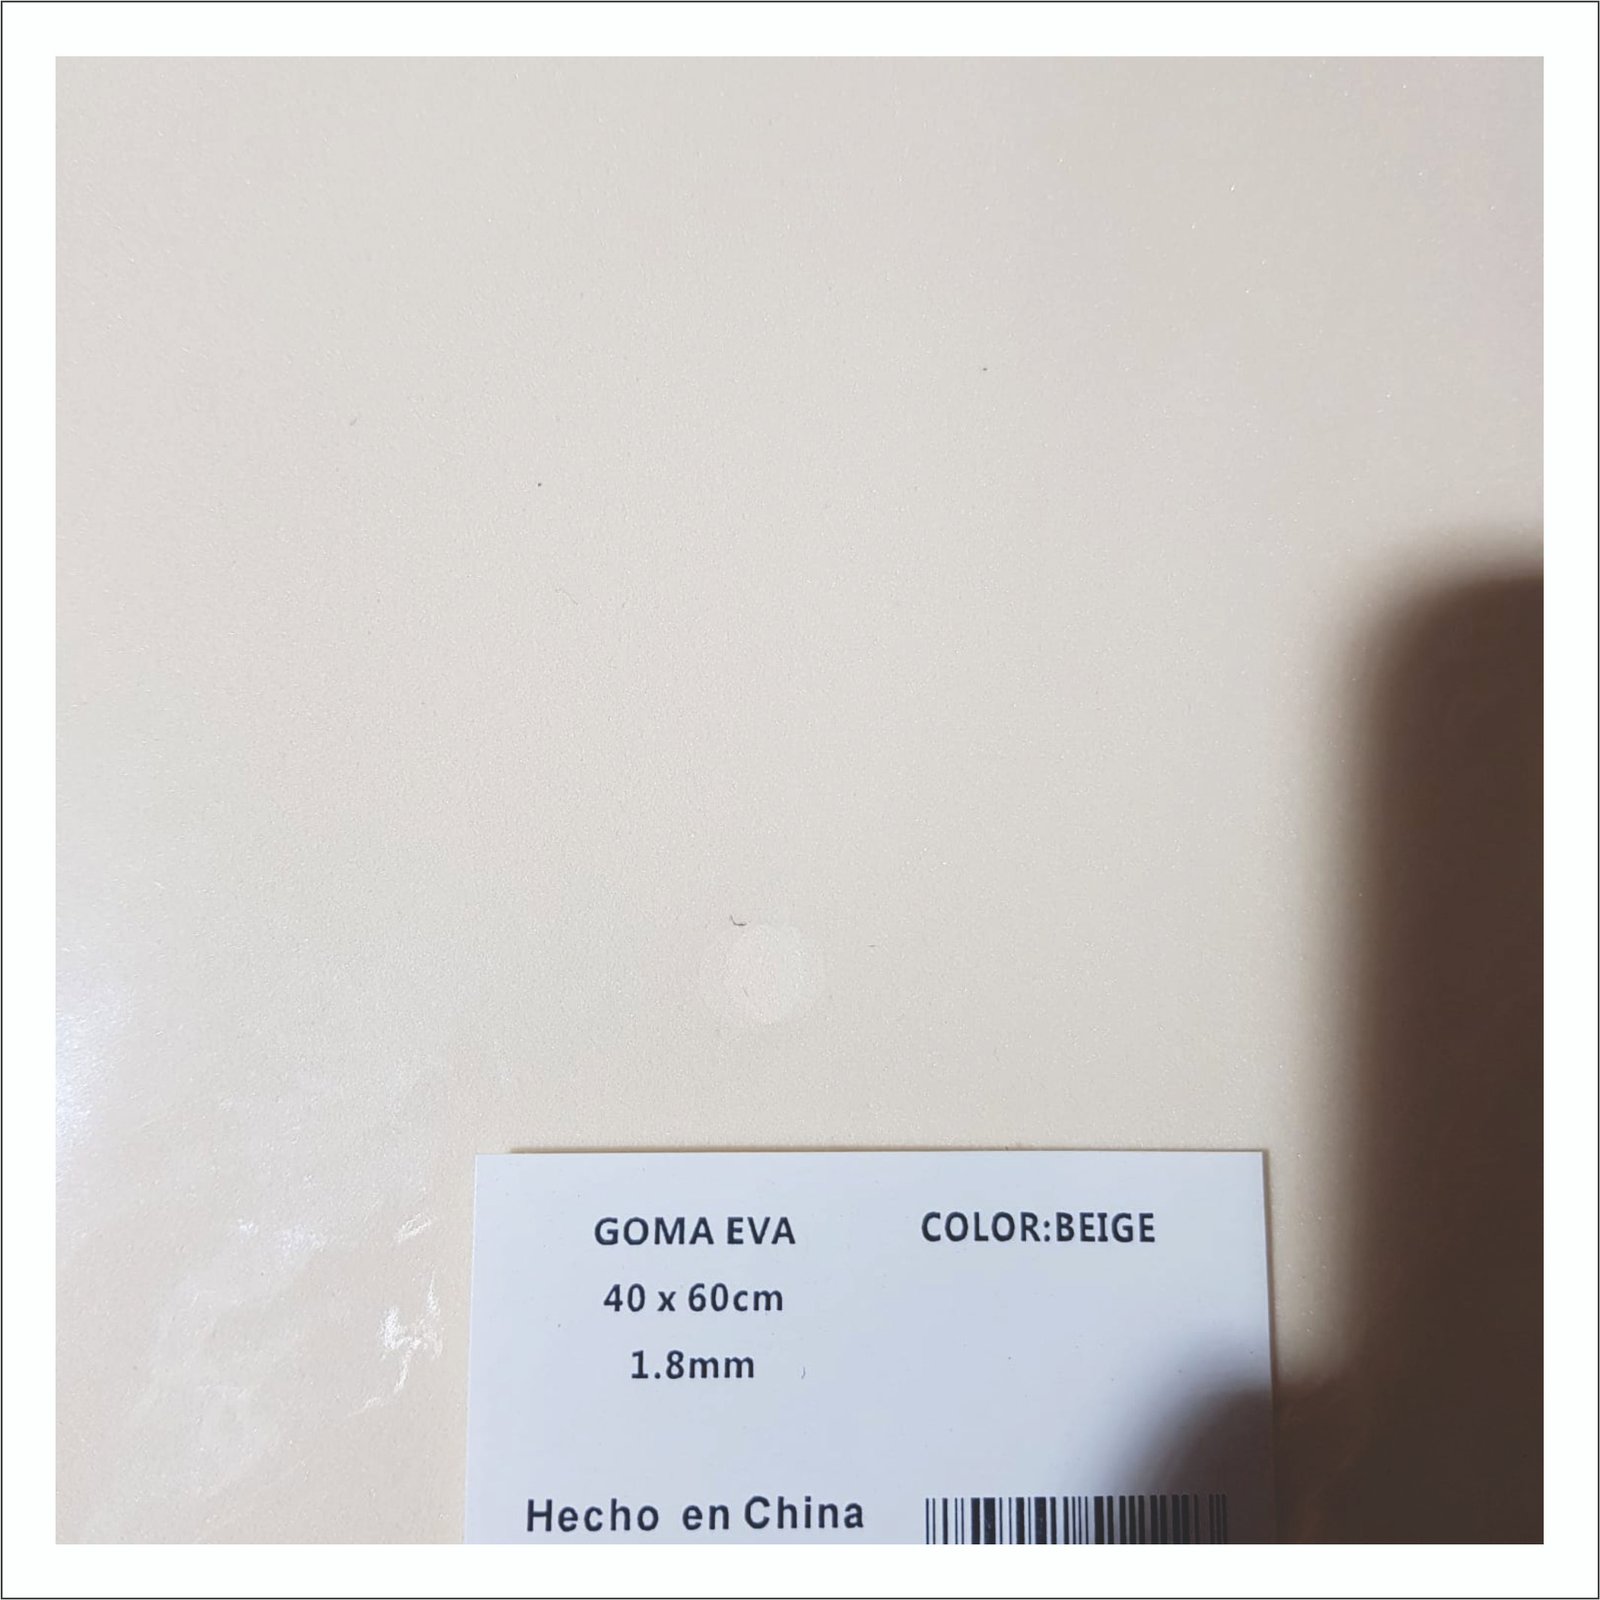 GOMA EVA COLOR:BEIGE
40 x 60cm
1.8mm
Hecho en China